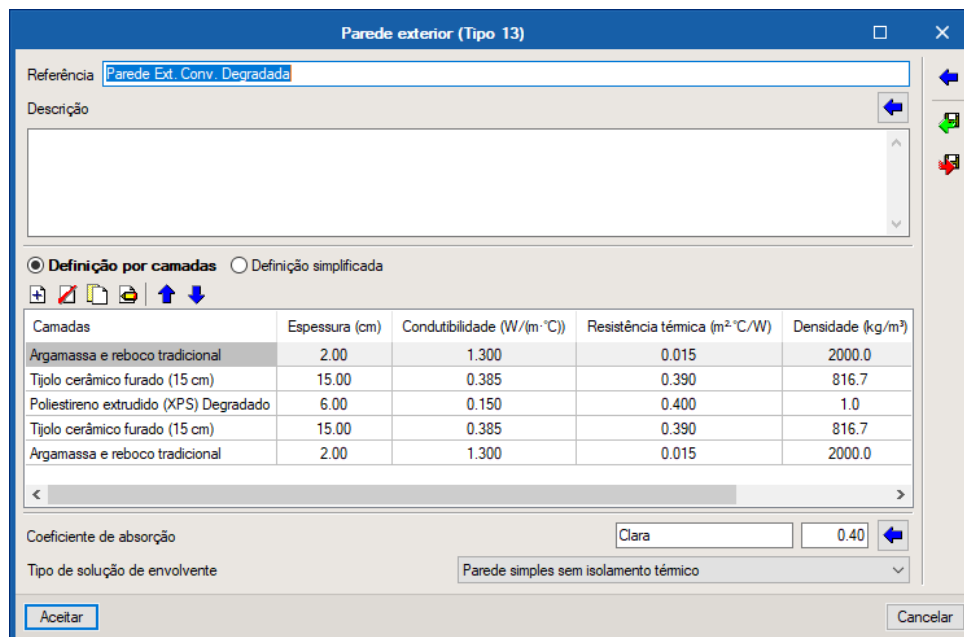 Parede exterior (Tipo 13)
Referência Parede Ext. Conv. Degradada
Descrição
Definição por camadas Definição simplificada
Camadas Espessura (cm) Condutibilidade (W/(m·°C)) Resistência térmica (m²·°C/W) Densidade (kg/m³)
Argamassa e reboco tradicional 2.00 1.300 0.015 2000.0
Tijolo cerâmico furado (15 cm) 15.00 0.385 0.390 816.7
Poliestireno extrudido (XPS) Degradado 6.00 0.150 0.400 1.0
Tijolo cerâmico furado (15 cm) 15.00 0.385 0.390 816.7
Argamassa e reboco tradicional 2.00 1.300 0.015 2000.0
Coeficiente de absorção Clara 0.40
Tipo de solução de envolvente Parede simples sem isolamento térmico
Aceitar Cancelar